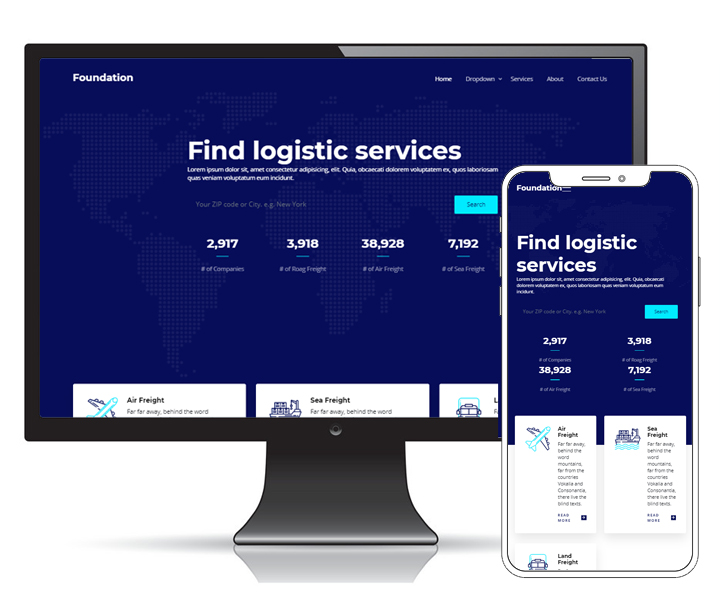 Foundation
Home Dropdown Services About Contact Us
Find logistic services
Lorem ipsum dolor sit, amet consectetur adipisicing, elit. Quia, obcaecati dolorem voluptatem ex, quas laboriosam
quas veniam voluptatum eum incidunt.
Your ZIP code or City. e.g. New York
Search
2,917 3,918 38,928 7,192
# of Companies # of Roag Freight # of Air Freight # of Sea Freight
Air Freight
Far far away, behind the word
Sea Freight
Far far away, behind the word
L
Foundation
Find logistic
services
Lorem ipsum dolor sit, amet consectetur adipisicing, elit. Quia, obcaecati
dolorem voluptatem ex, quas laboriosam quas veniam voluptatum eum
incidunt.
Your ZIP code or City. e.g. New York
Search
2,917 3,918
# of Companies # of Roag Freight
38,928 7,192
# of Air Freight # of Sea Freight
Air
Freight
Far far away,
behind the
word
mountains,
far from the
countries
Vokalia and
Consonantia,
there live the
blind texts.
READ
MORE
Sea
Freight
Far far away,
behind the
word
mountains,
far from the
countries
Vokalia and
Consonantia,
there live the
blind texts.
READ
MORE
Land
Freight